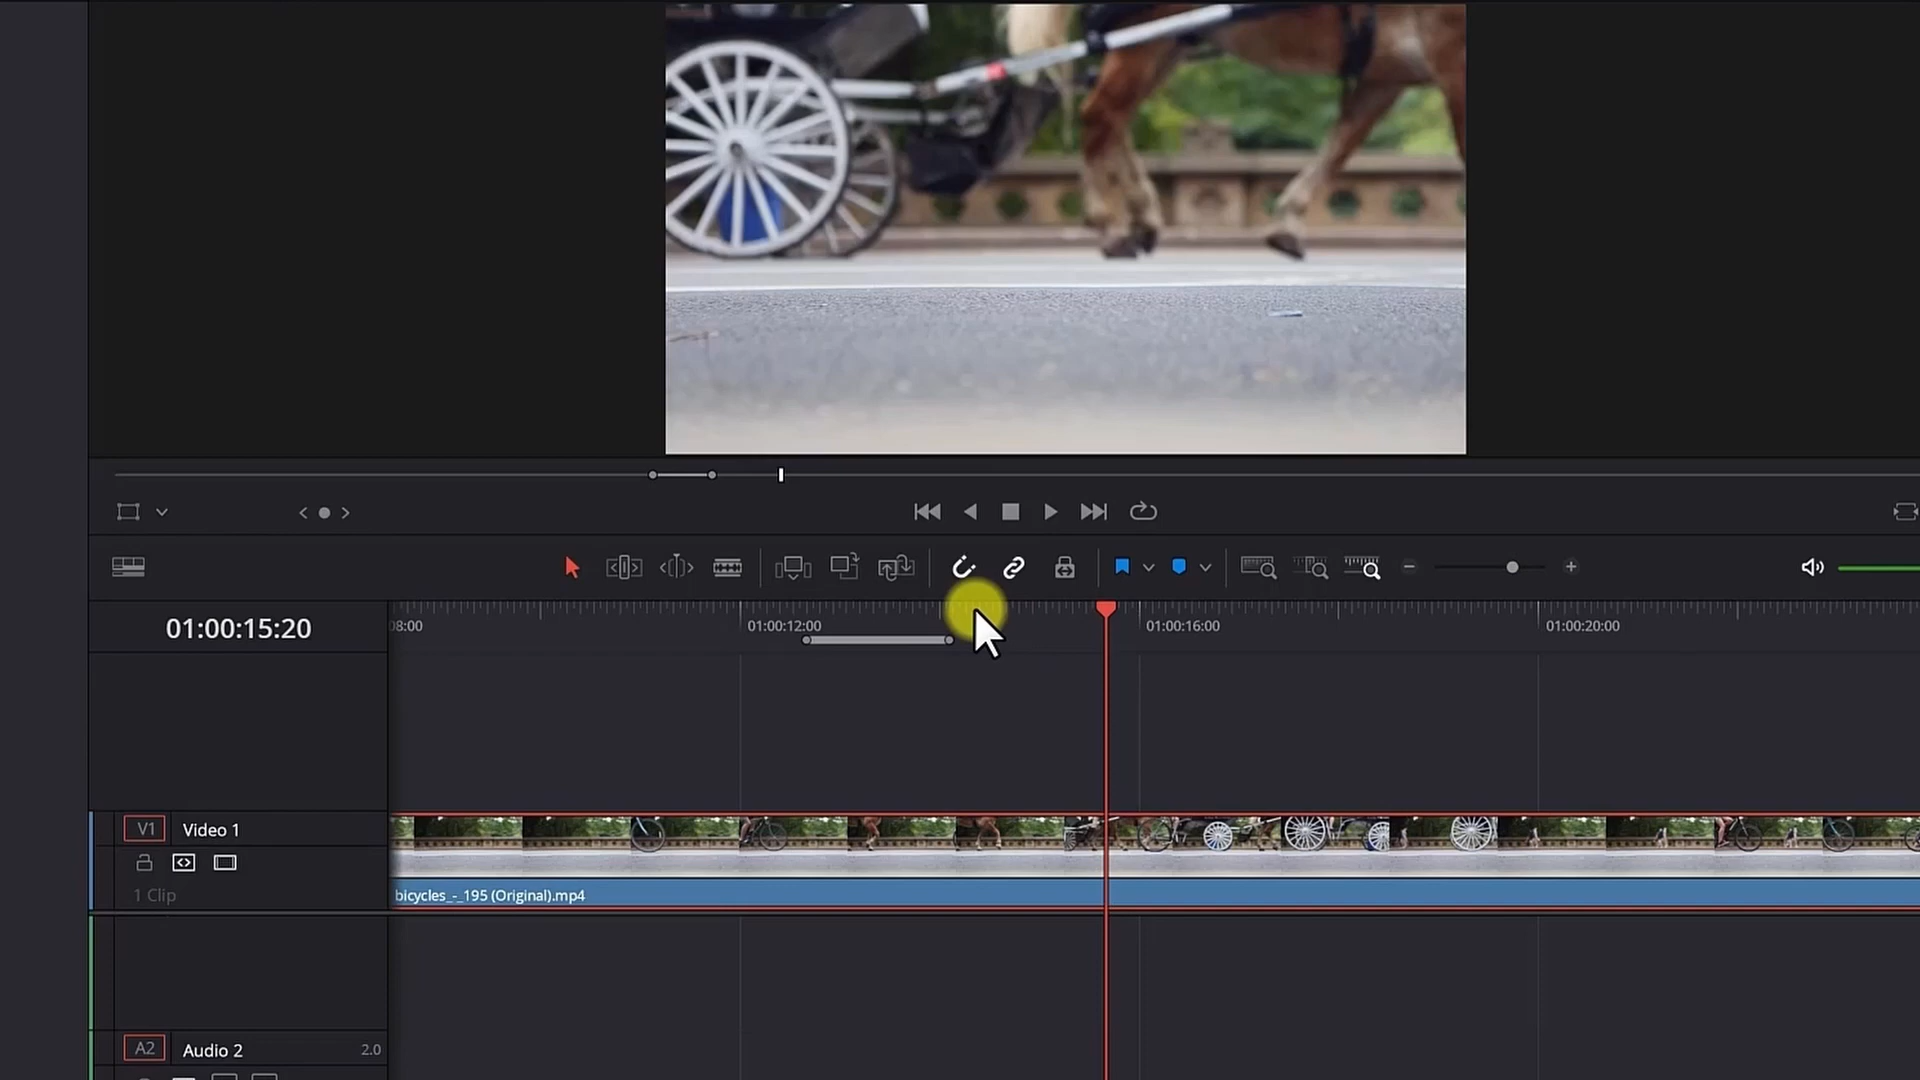 01:00:15:20
08:00
01:00:12:00
01:00:16:00
01:00:20:00
V1 Video 1
1 Clip
bicycles_-_195 (Original).mp4
A2 Audio 2 2.0